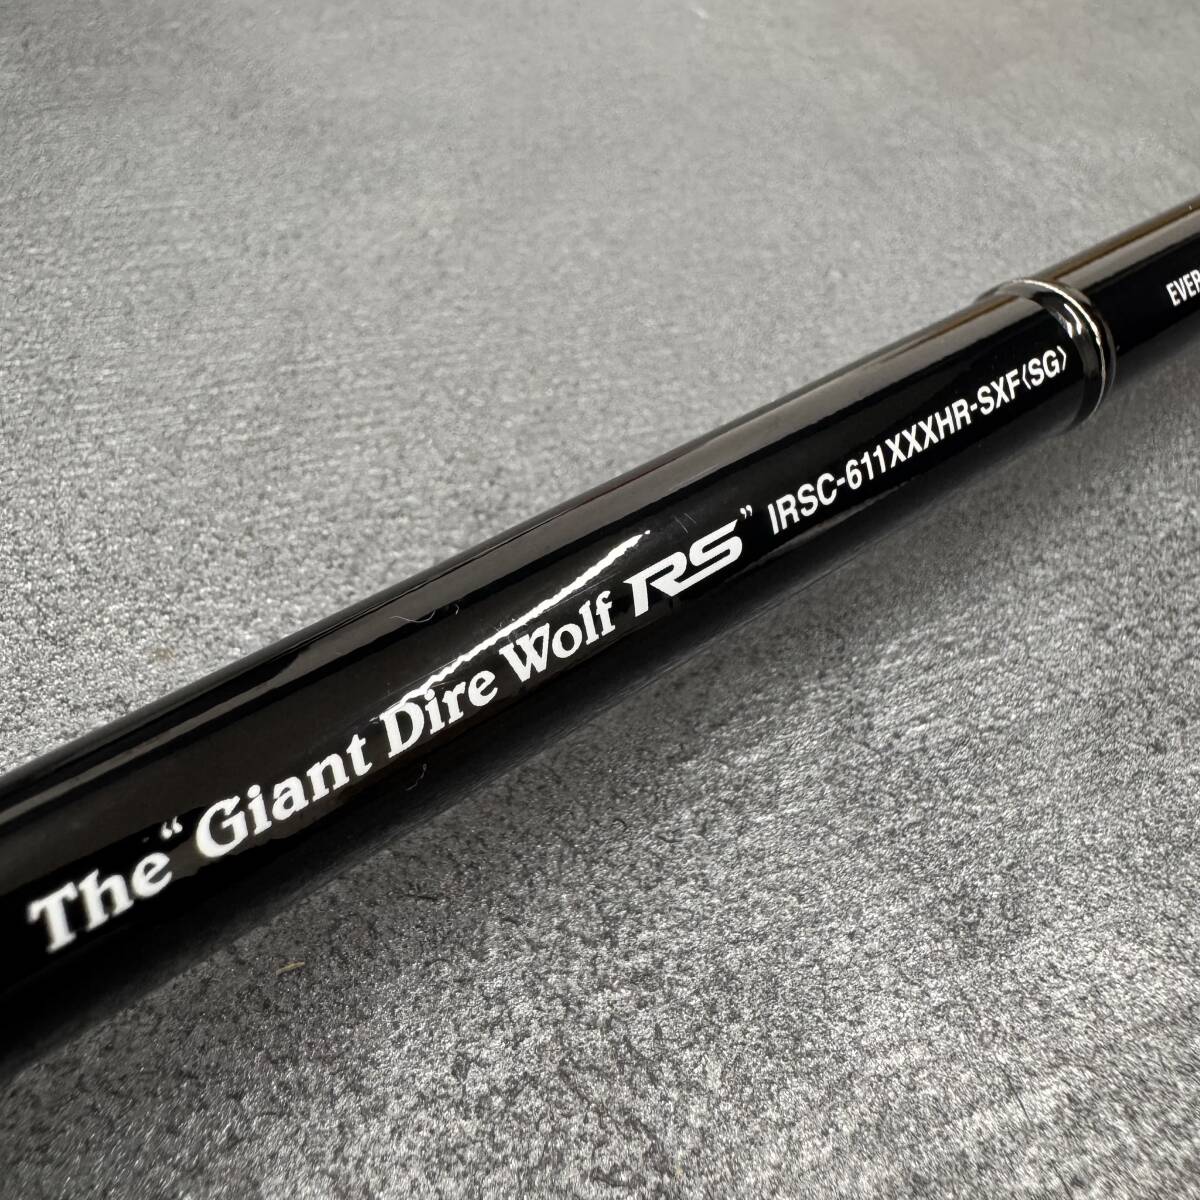 The “Giant Dire Wolf RS” IRSC-611XXXHR-SXF⟨SG⟩ EVER